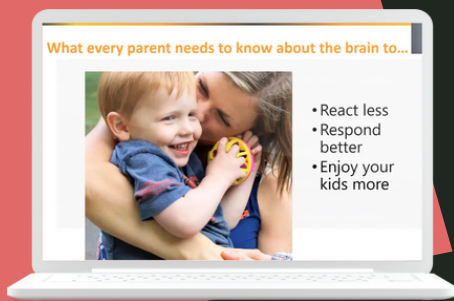 What every parent needs to know about the brain to...
• React less
• Respond
better
• Enjoy your
kids more